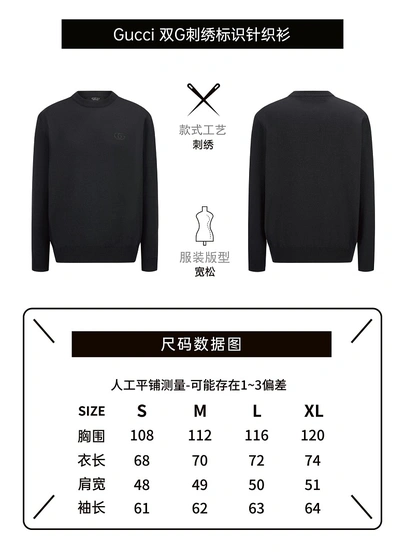 Gucci 双G刺绣标识针织衫
款式工艺
刺绣
服装版型
宽松
尺码数据图
人工平铺测量-可能存在1~3偏差
SIZE S M L XL
胸围 108 112 116 120
衣长 68 70 72 74
肩宽 48 49 50 51
袖长 61 62 63 64